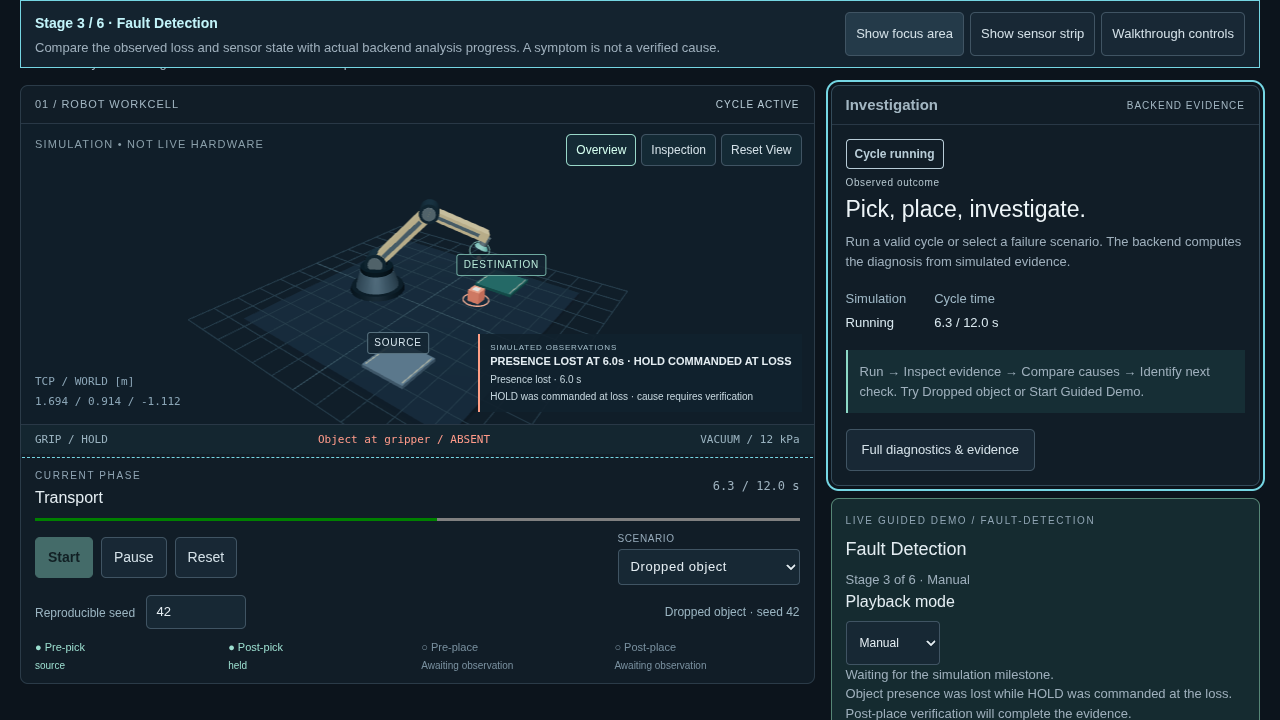 Stage 3 / 6 · Fault Detection
Compare the observed loss and sensor state with actual backend analysis progress. A symptom is not a verified cause.
Show focus area
Show sensor strip
Walkthrough controls
01 / ROBOT WORKCELL
CYCLE ACTIVE
SIMULATION • NOT LIVE HARDWARE
Overview
Inspection
Reset View
DESTINATION
SOURCE
SIMULATED OBSERVATIONS
PRESENCE LOST AT 6.0s · HOLD COMMANDED AT LOSS
Presence lost · 6.0 s
HOLD was commanded at loss · cause requires verification
TCP / WORLD [m]
1.694 / 0.914 / -1.112
GRIP / HOLD
Object at gripper / ABSENT
VACUUM / 12 kPa
CURRENT PHASE
Transport
6.3 / 12.0 s
Start
Pause
Reset
SCENARIO
Dropped object
Reproducible seed
42
Dropped object · seed 42
● Pre-pick
source
● Post-pick
held
○ Pre-place
Awaiting observation
○ Post-place
Awaiting observation
Investigation
BACKEND EVIDENCE
Cycle running
Observed outcome
Pick, place, investigate.
Run a valid cycle or select a failure scenario. The backend computes
the diagnosis from simulated evidence.
Simulation
Running
Cycle time
6.3 / 12.0 s
Run → Inspect evidence → Compare causes → Identify next
check. Try Dropped object or Start Guided Demo.
Full diagnostics & evidence
LIVE GUIDED DEMO / FAULT-DETECTION
Fault Detection
Stage 3 of 6 · Manual
Playback mode
Manual
Waiting for the simulation milestone.
Object presence was lost while HOLD was commanded at the loss.
Post-place verification will complete the evidence.